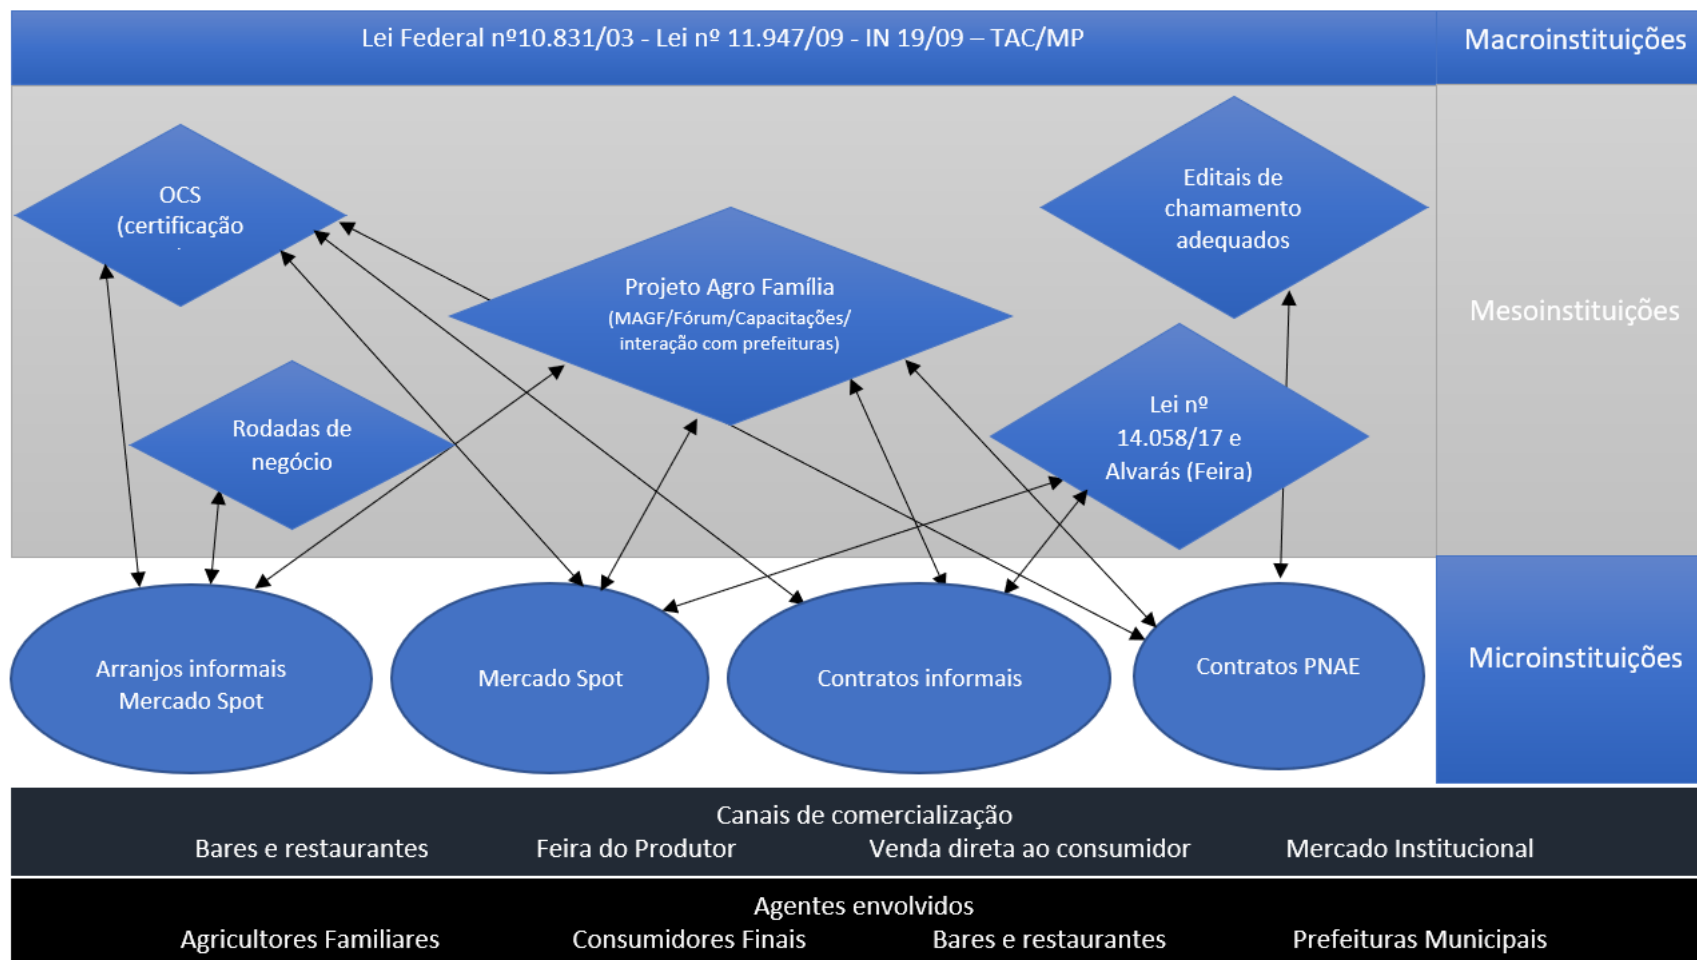 Lei Federal nº10.831/03 - Lei nº 11.947/09 - IN 19/09 – TAC/MP
Macroinstituições
OCS
(certificação
Editais de
chamamento
adequados
Projeto Agro Família
(MAGF/Fórum/Capacitações/
interação com prefeituras)
Mesoinstituições
Rodadas de
negócio
Lei nº
14.058/17 e
Alvarás (Feira)
Arranjos informais
Mercado Spot
Mercado Spot
Contratos informais
Contratos PNAE
Microinstituições
Canais de comercialização
Bares e restaurantes Feira do Produtor Venda direta ao consumidor Mercado Institucional
Agentes envolvidos
Agricultores Familiares Consumidores Finais Bares e restaurantes Prefeituras Municipais